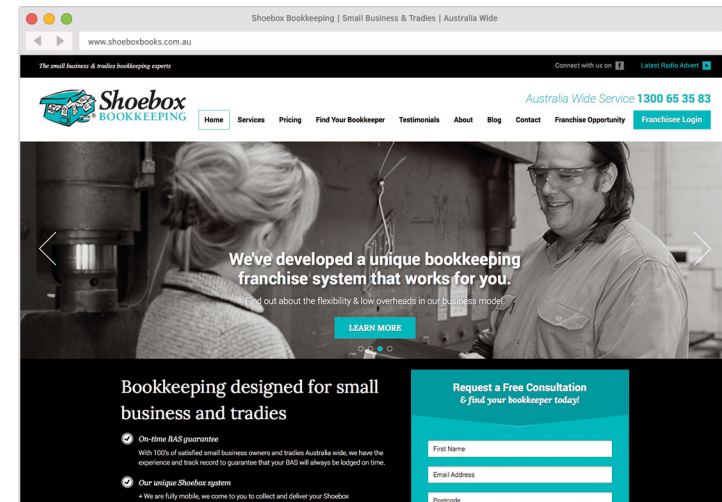 Shoebox Bookkeeping | Small Business & Tradies | Australia Wide
www.shoeboxbooks.com.au
The small business & tradies bookkeeping experts
Connect with us on f
Latest Radio Advert
Shoebox
BOOKKEEPING
®
Australia Wide Service 1300 65 35 83
Home Services Pricing Find Your Bookkeeper Testimonials About Blog Contact Franchise Opportunity Franchisee Login
We've developed a unique bookkeeping
franchise system that works for you.
Find out about the flexibility & low overheads in our business model.
LEARN MORE
Bookkeeping designed for small
business and tradies
On-time BAS guarantee
With 100's of satisfied small business owners and tradies Australia wide, we have the
experience and track record to guarantee that your BAS will always be lodged on time.
Our unique Shoebox system
+ We are fully mobile, we come to you to collect and deliver your Shoebox
Request a Free Consultation
& find your bookkeeper today!
First Name
Email Address
Postcode